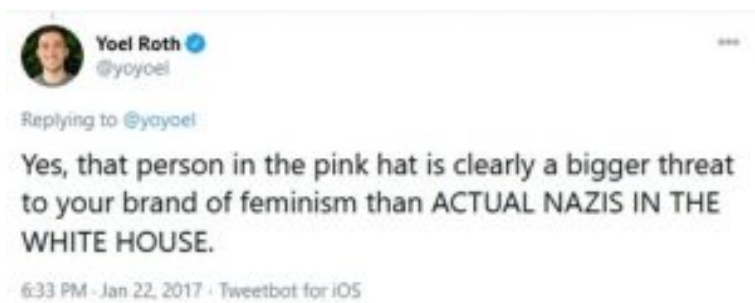 Yoel Roth
@yoyoel
Replying to @yoyoel
Yes, that person in the pink hat is clearly a bigger threat
to your brand of feminism than ACTUAL NAZIS IN THE
WHITE HOUSE.
6:33 PM · Jan 22, 2017 · Tweetbot for iOS